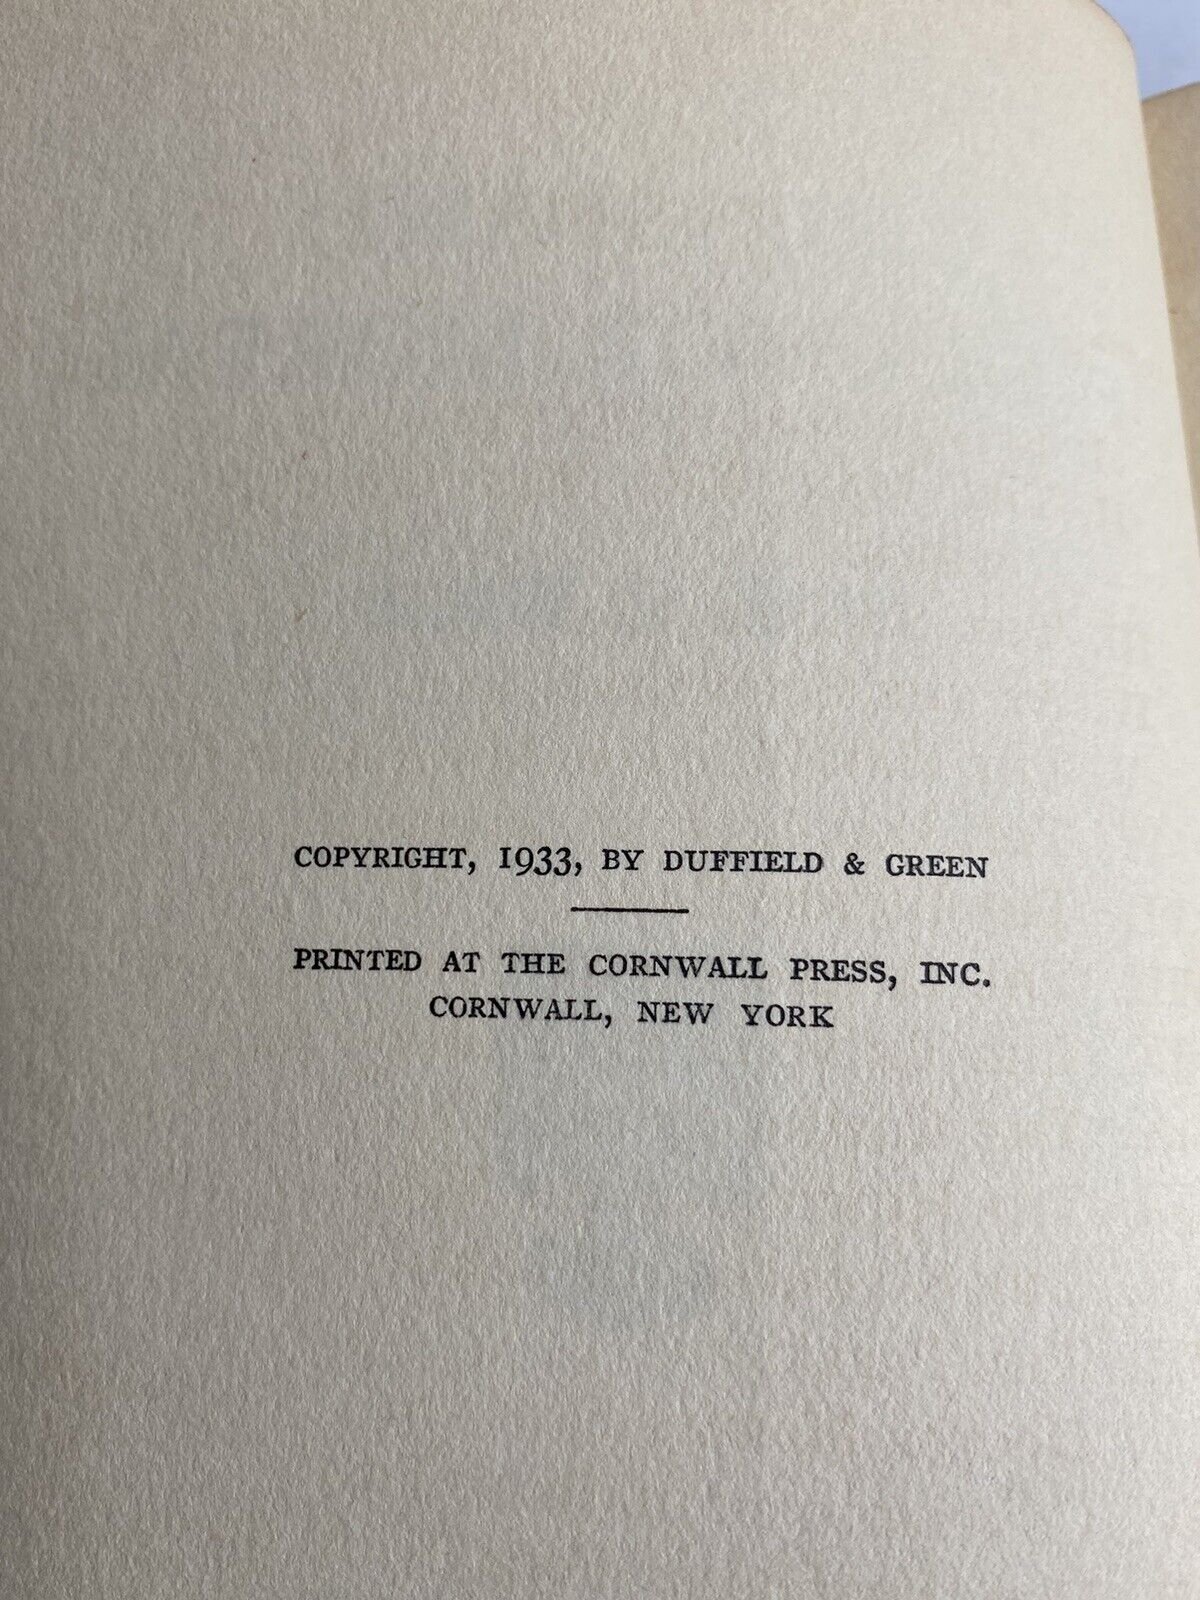 COPYRIGHT, 1933, BY DUFFIELD & GREEN
PRINTED AT THE CORNWALL PRESS, INC.
CORNWALL, NEW YORK